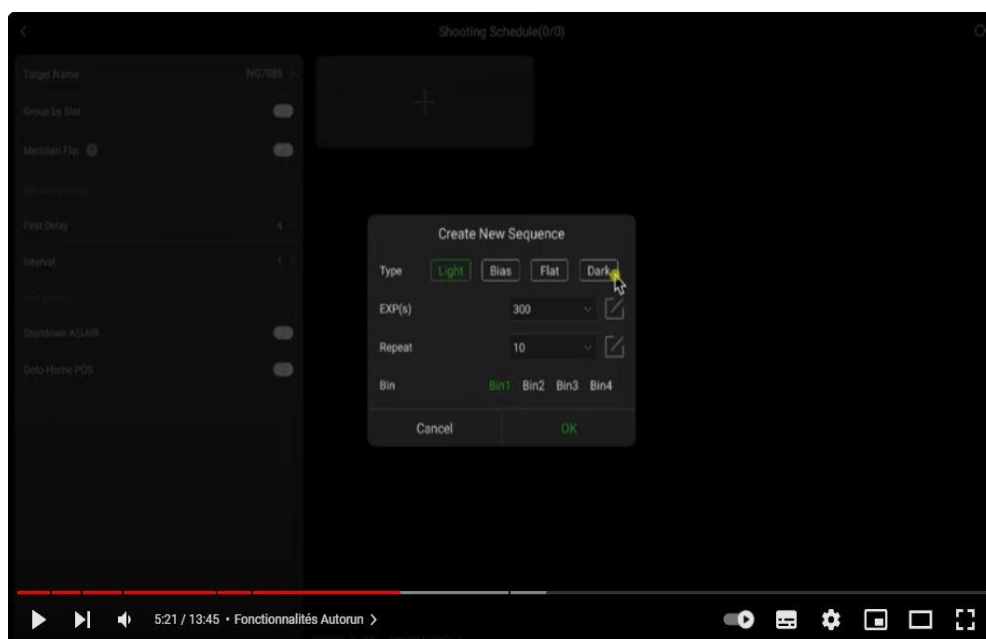 Shooting Schedule(0/0)
Target Name
Group by Slot
Meridian Flip
First Delay 4
Interval 1
Shutdown ASIAIR
Goto Home POS
Create New Sequence
Type Light Bias Flat Dark
EXP(s) 300
Repeat 10
Bin Bin1 Bin2 Bin3 Bin4
Cancel OK
5:21 / 13:45 • Fonctionnalités Autorun >